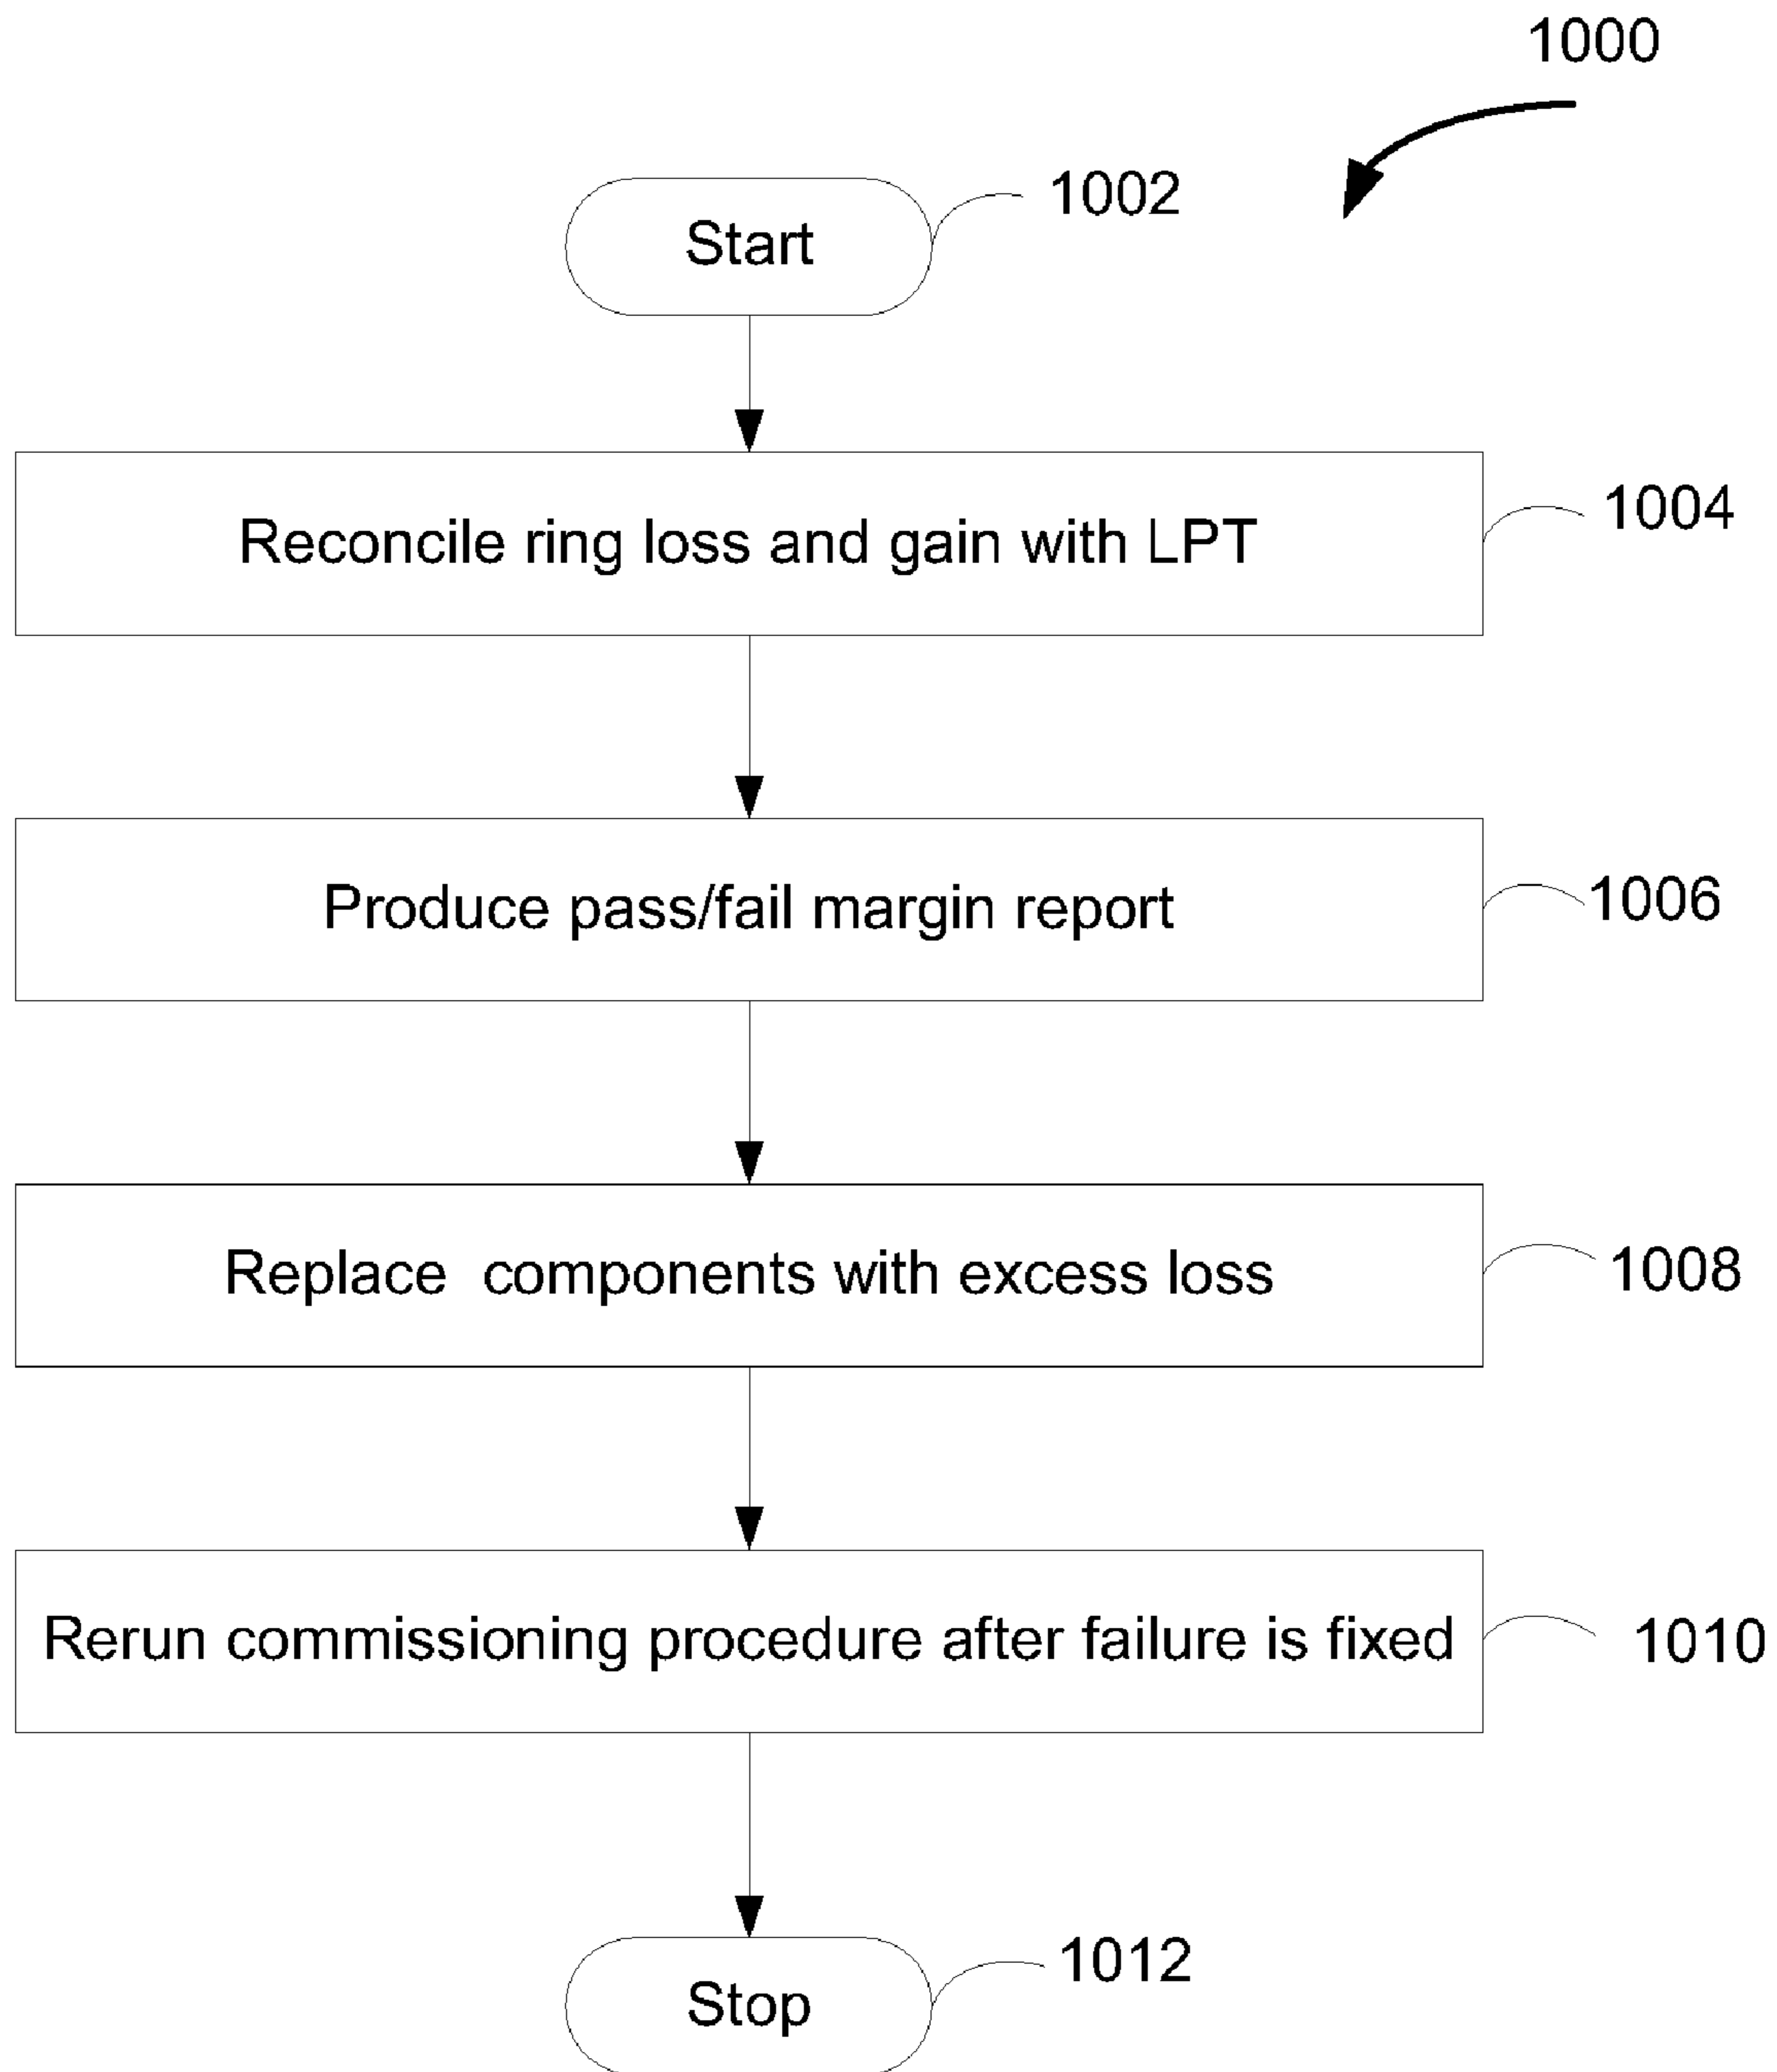 1000
Start
1002
Reconcile ring loss and gain with LPT
1004
Produce pass/fail margin report
1006
Replace components with excess loss
1008
Rerun commissioning procedure after failure is fixed
1010
Stop
1012